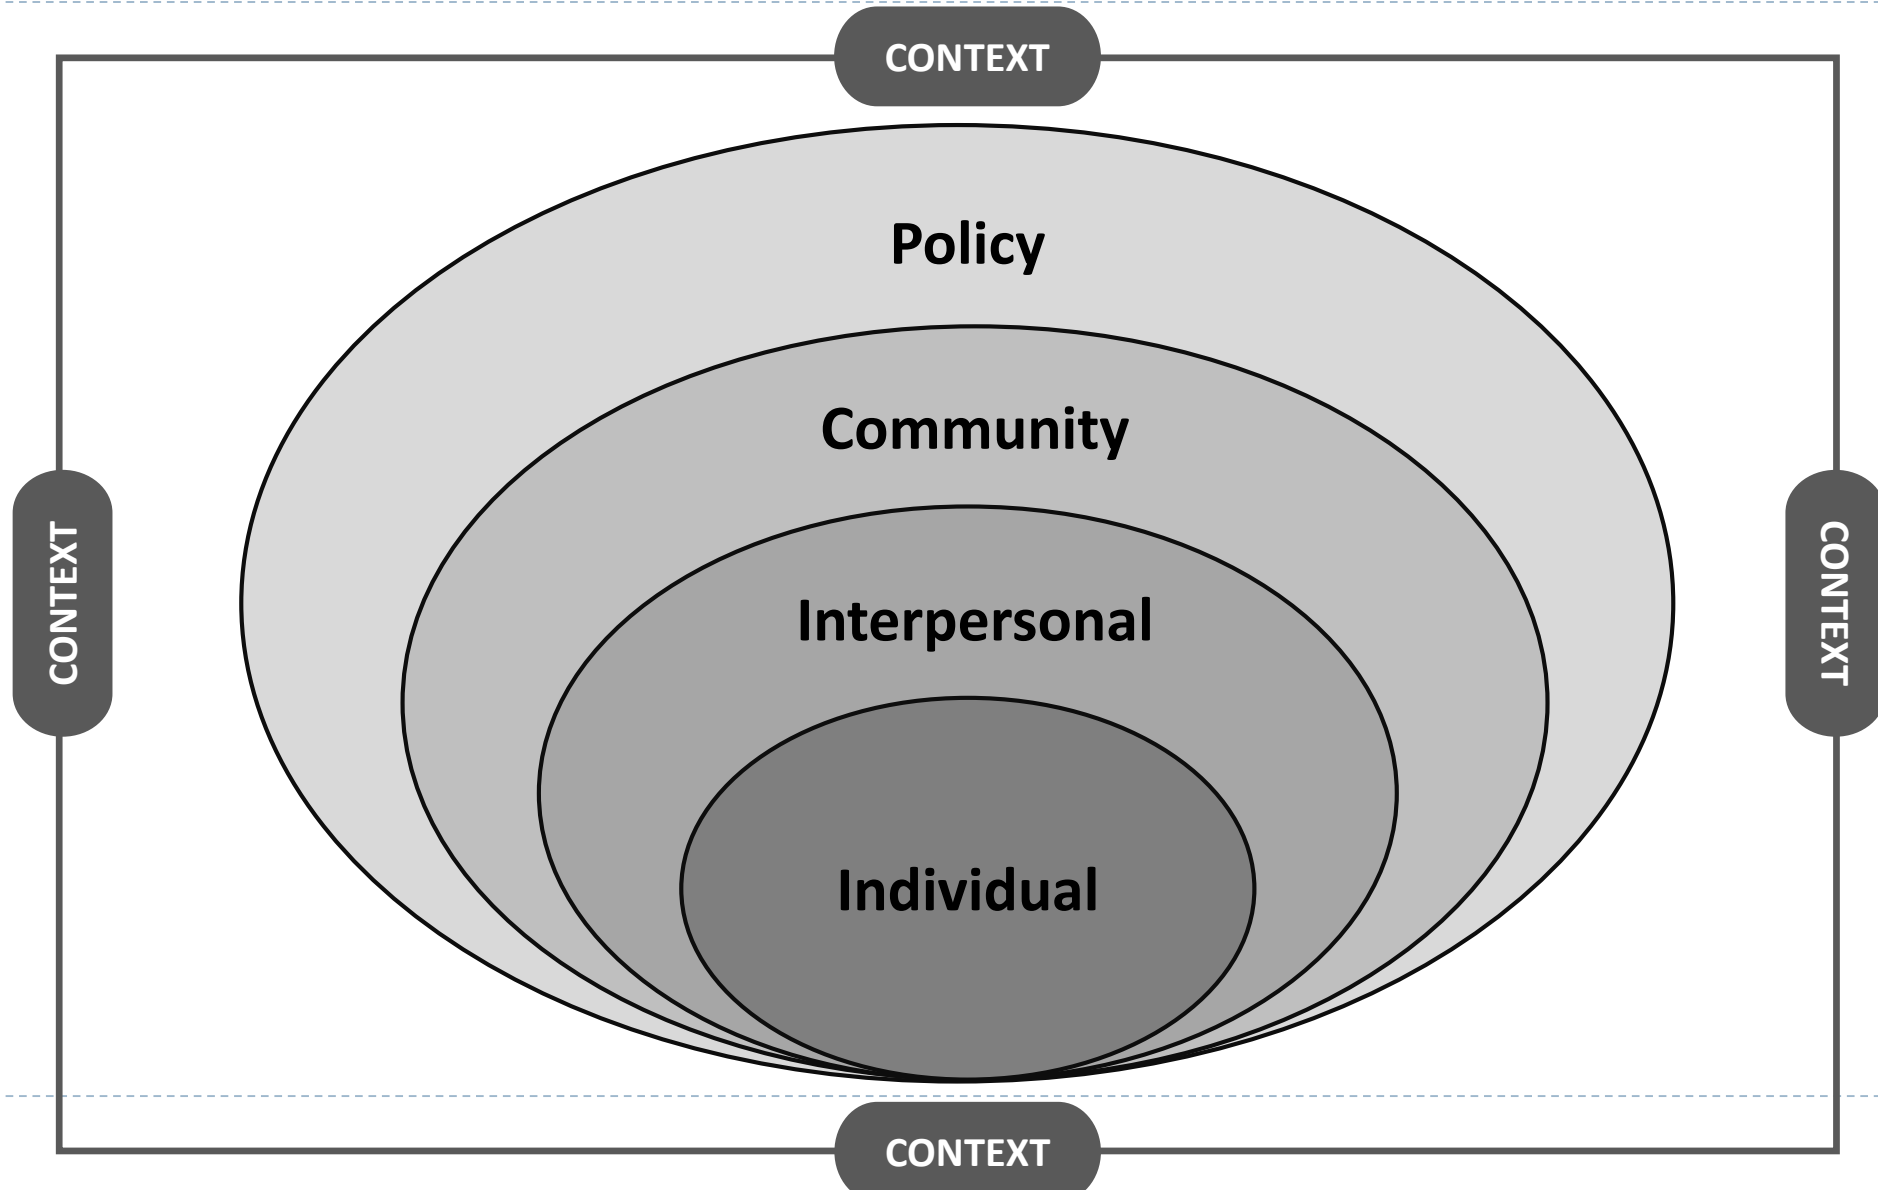 CONTEXT
Policy
Community
CONTEXT
CONTEXT
Interpersonal
Individual
CONTEXT